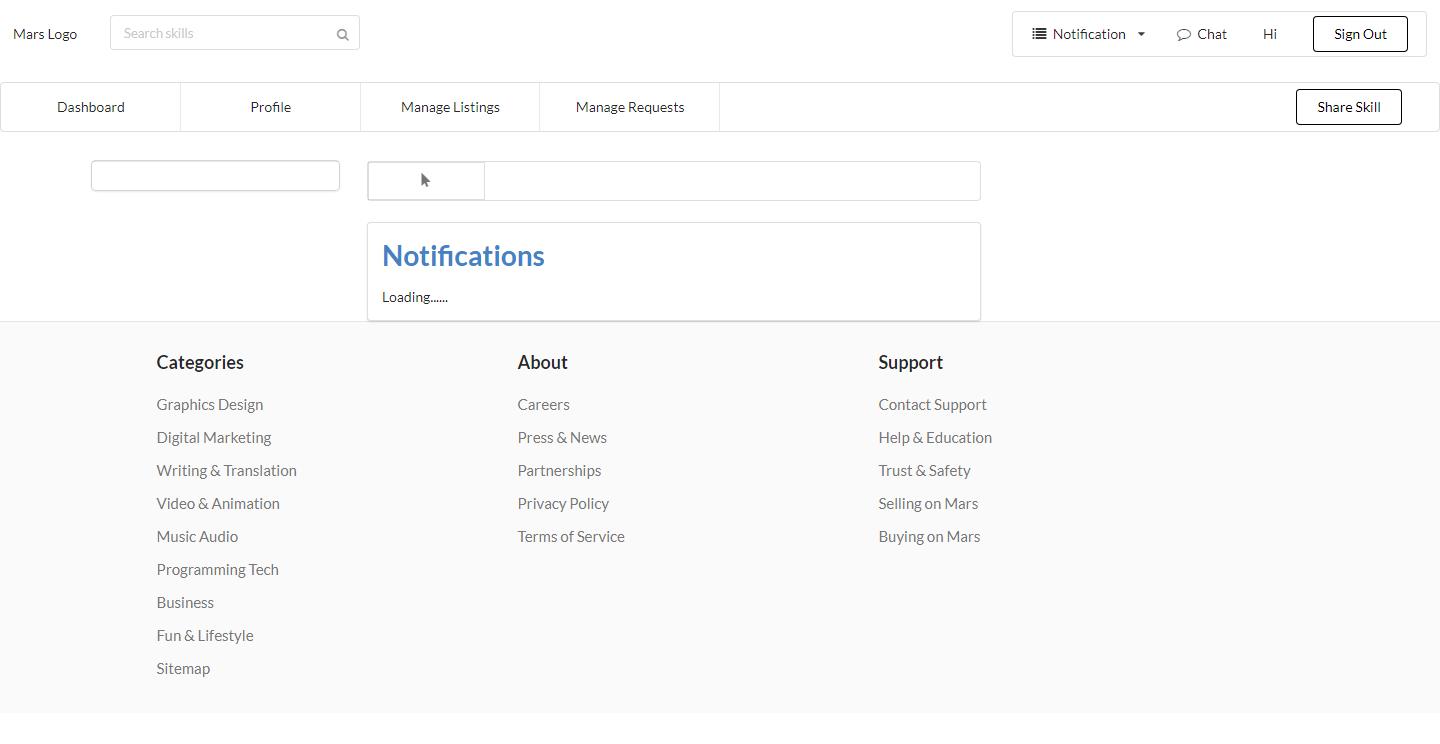 Mars Logo
Search skills
Notification
Chat
Hi
Sign Out
Dashboard
Profile
Manage Listings
Manage Requests
Share Skill
Notifications
Loading......
Categories
Graphics Design
Digital Marketing
Writing & Translation
Video & Animation
Music Audio
Programming Tech
Business
Fun & Lifestyle
Sitemap
About
Careers
Press & News
Partnerships
Privacy Policy
Terms of Service
Support
Contact Support
Help & Education
Trust & Safety
Selling on Mars
Buying on Mars